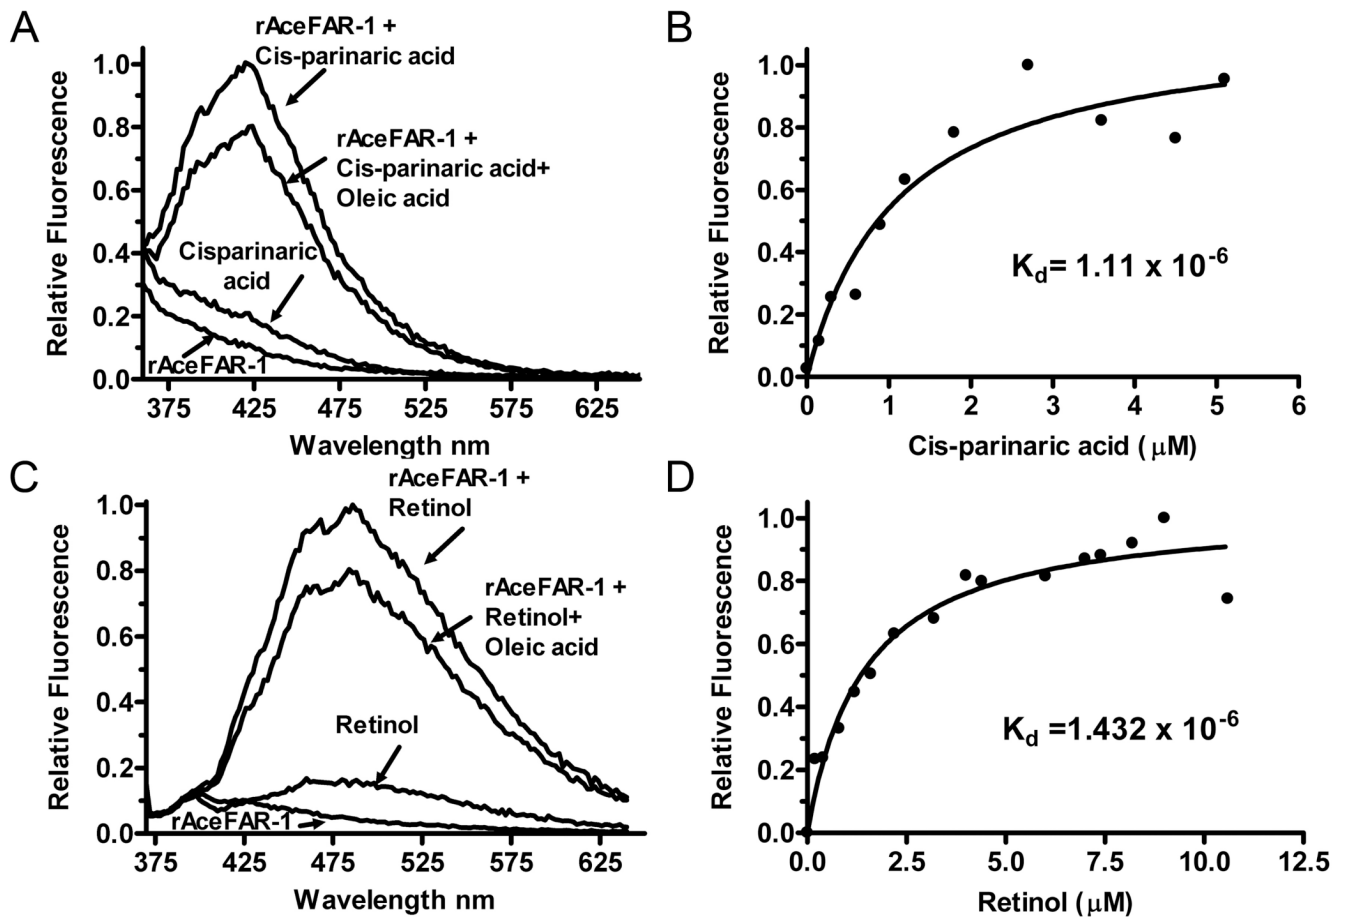 A
rAceFAR-1 +
Cis-parinaric acid
rAceFAR-1 +
Cis-parinaric acid+
Oleic acid
Cisparinaric
acid
rAceFAR-1
Relative Fluorescence
1.0
0.8
0.6
0.4
0.2
0.0
375 425 475 525 575 625
Wavelength nm
B
Relative Fluorescence
1.0
0.8
0.6
0.4
0.2
0.0
Kd= 1.11 x 10-6
0 1 2 3 4 5 6
Cis-parinaric acid ( μM)
C
rAceFAR-1 +
Retinol
rAceFAR-1 +
Retinol+
Oleic acid
Retinol
rAceFAR-1
Relative Fluorescence
1.0
0.8
0.6
0.4
0.2
0.0
375 425 475 525 575 625
Wavelength nm
D
Relative Fluorescence
1.0
0.8
0.6
0.4
0.2
0.0
Kd =1.432 x 10-6
0.0 2.5 5.0 7.5 10.0 12.5
Retinol (μM)